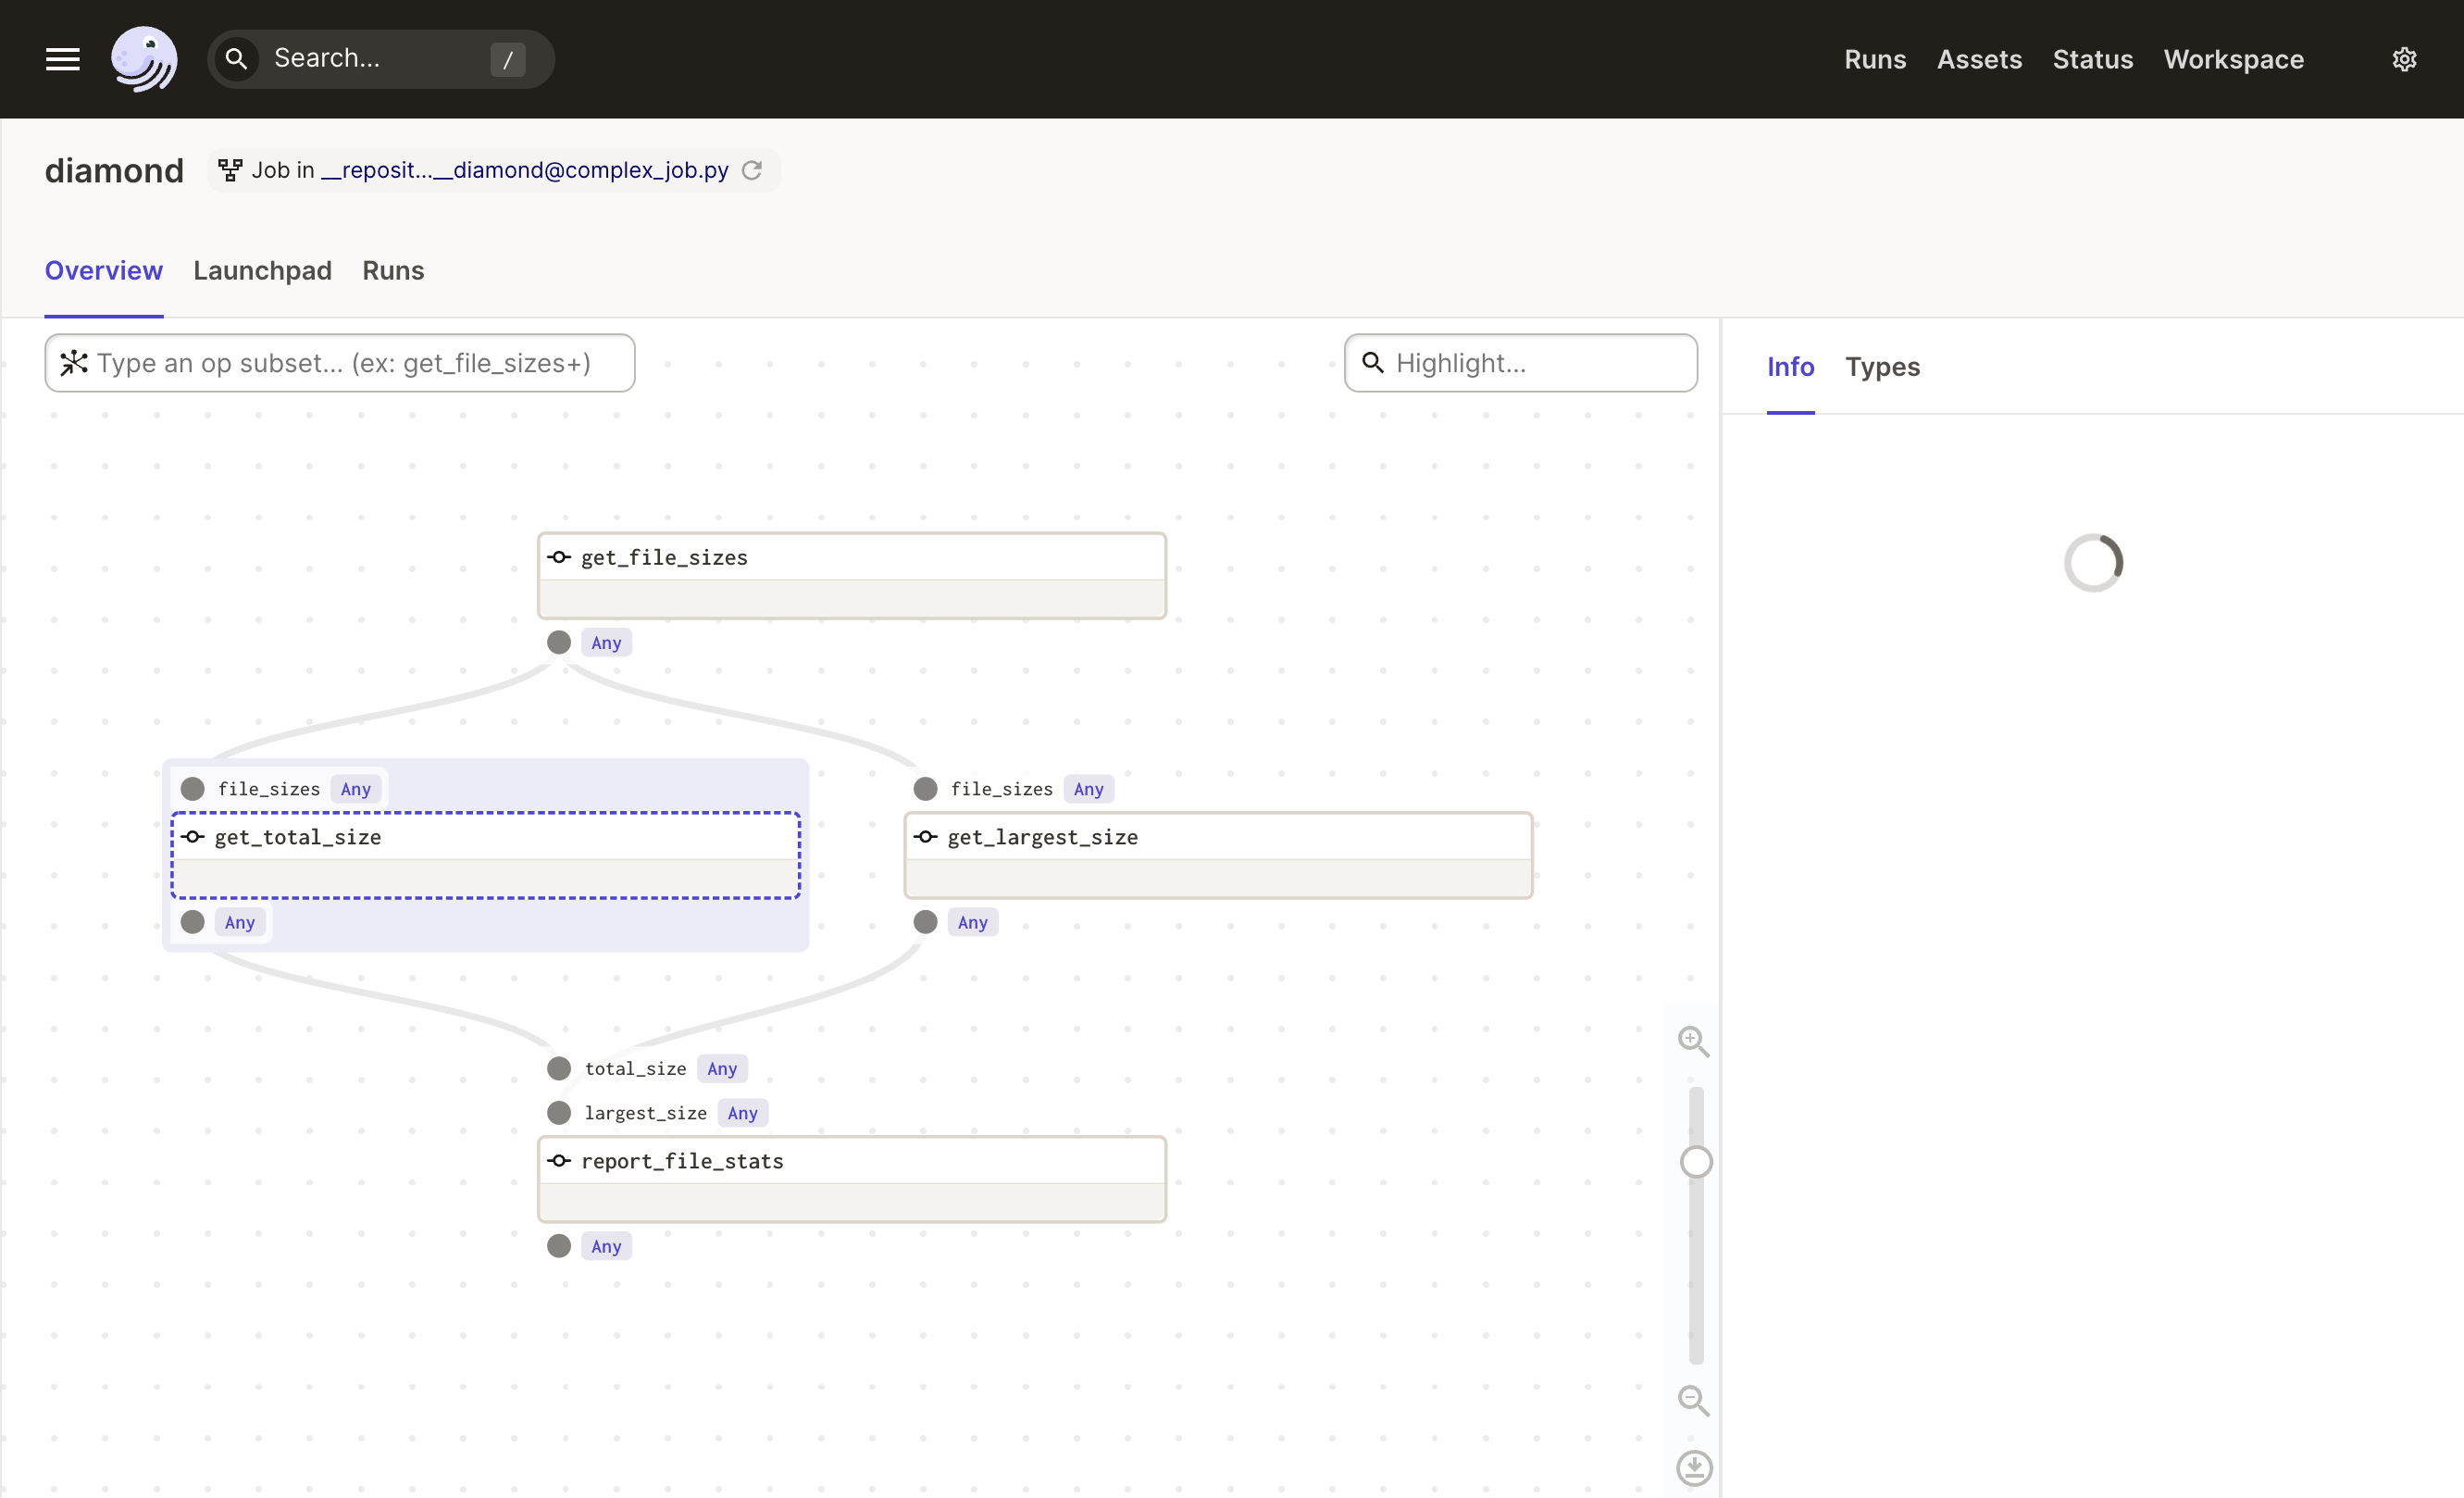 Search... /
Runs Assets Status Workspace
diamond Job in __reposit...__diamond@complex_job.py
Overview Launchpad Runs
Type an op subset... (ex: get_file_sizes+)
Highlight...
Info Types
get_file_sizes
Any
file_sizes Any
get_total_size
Any
file_sizes Any
get_largest_size
Any
total_size Any
largest_size Any
report_file_stats
Any